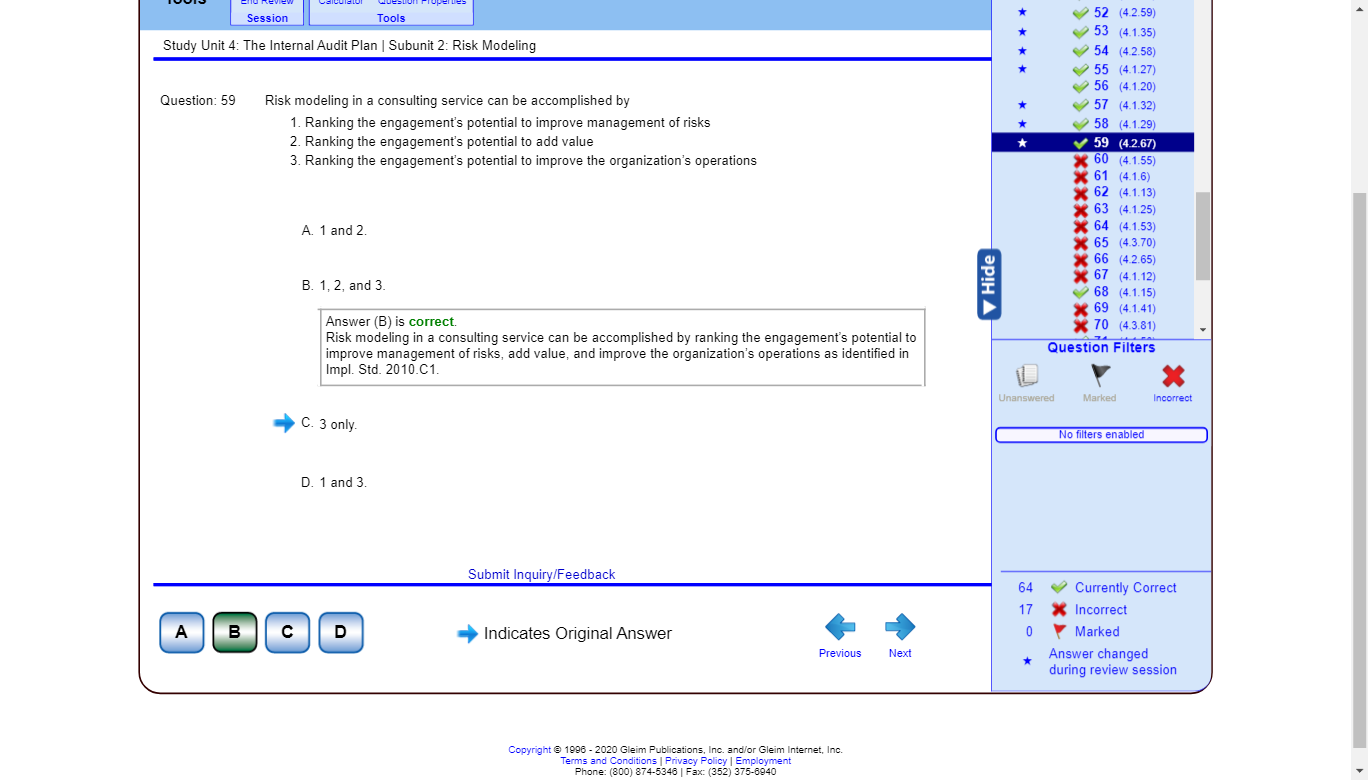 Tools
End Review
Session
Calculator Question Properties
Tools
Study Unit 4: The Internal Audit Plan | Subunit 2: Risk Modeling
Question: 59 Risk modeling in a consulting service can be accomplished by
1. Ranking the engagement's potential to improve management of risks
2. Ranking the engagement's potential to add value
3. Ranking the engagement's potential to improve the organization's operations
A. 1 and 2.
B. 1, 2, and 3.
Answer (B) is correct.
Risk modeling in a consulting service can be accomplished by ranking the engagement's potential to
improve management of risks, add value, and improve the organization's operations as identified in
Impl. Std. 2010.C1.
C. 3 only.
D. 1 and 3.
Submit Inquiry/Feedback
A B C D
Indicates Original Answer
Previous Next
52 (4.2.59)
53 (4.1.35)
54 (4.2.58)
55 (4.1.27)
56 (4.1.20)
57 (4.1.32)
58 (4.1.29)
59 (4.2.67)
60 (4.1.55)
61 (4.1.6)
62 (4.1.13)
63 (4.1.25)
64 (4.1.53)
65 (4.3.70)
66 (4.2.65)
67 (4.1.12)
68 (4.1.15)
69 (4.1.41)
70 (4.3.81)
Hide
Question Filters
Unanswered Marked Incorrect
No filters enabled
64 Currently Correct
17 Incorrect
0 Marked
Answer changed
during review session
Copyright © 1996 - 2020 Gleim Publications, Inc. and/or Gleim Internet, Inc.
Terms and Conditions | Privacy Policy | Employment
Phone: (800) 874-5346 | Fax: (352) 375-6940